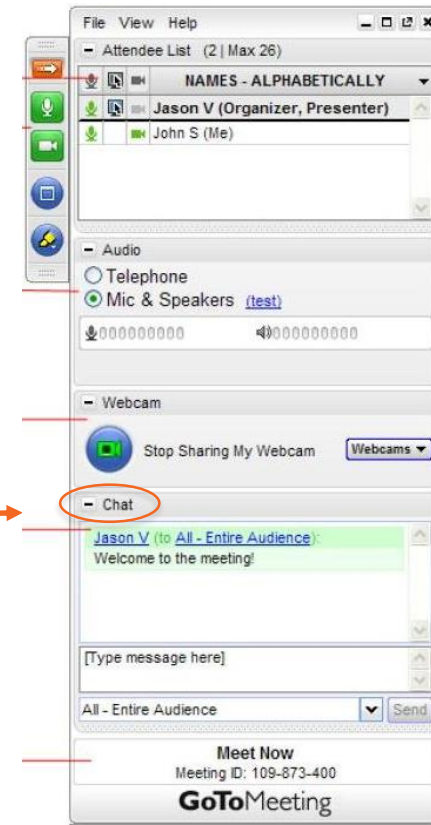 File View Help
Attendee List (2 | Max 26)
NAMES - ALPHABETICALLY
Jason V (Organizer, Presenter)
John S (Me)
Audio
Telephone
Mic & Speakers (test)
Webcam
Stop Sharing My Webcam Webcams
Chat
Jason V (to All - Entire Audience):
Welcome to the meeting!
[Type message here]
All - Entire Audience Send
Meet Now
Meeting ID: 109-873-400
GoToMeeting